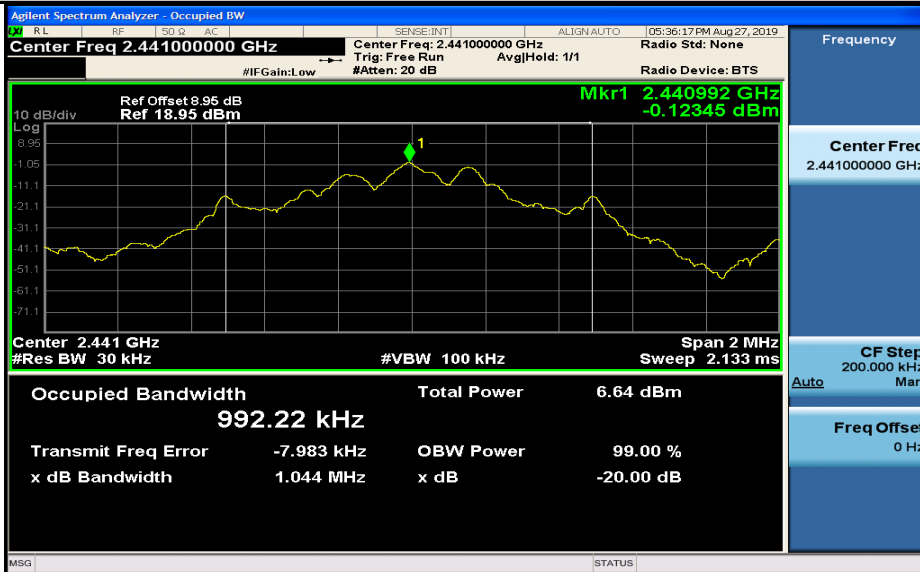 Agilent Spectrum Analyzer - Occupied BW
LXI RL RF 50 Ω AC SENSE:INT ALIGN AUTO 05:36:17 PM Aug 27, 2019
Center Freq 2.441000000 GHz Center Freq: 2.441000000 GHz Radio Std: None Frequency
Trig: Free Run Avg|Hold: 1/1
#IFGain:Low #Atten: 20 dB Radio Device: BTS
Mkr1 2.440992 GHz
Ref Offset 8.95 dB
10 dB/div Ref 18.95 dBm -0.12345 dBm
Log
8.95
1
Center Freq
-1.05
2.441000000 GHz
-11.1
-21.1
-31.1
-41.1
-51.1
-61.1
-71.1
Center 2.441 GHz Span 2 MHz
#Res BW 30 kHz #VBW 100 kHz Sweep 2.133 ms
CF Step
200.000 kHz
Auto Man
Occupied Bandwidth Total Power 6.64 dBm
992.22 kHz
Freq Offset
0 Hz
Transmit Freq Error -7.983 kHz OBW Power 99.00 %
x dB Bandwidth 1.044 MHz x dB -20.00 dB
MSG STATUS